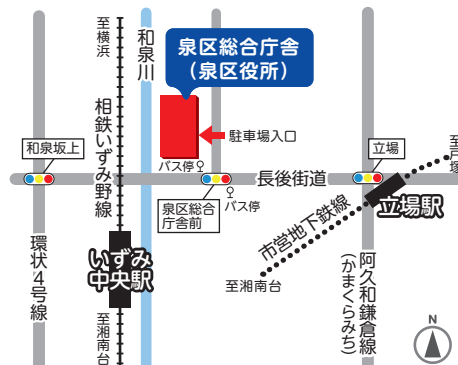 至横浜
和泉川
泉区総合庁舎
(泉区役所)
相鉄いずみ野線
駐車場入口
バス停
和泉坂上
立場
至戸塚
長後街道
泉区総合
庁舎前
バス停
立場駅
市営地下鉄線
いずみ
中央駅
環状4号線
至湘南台
阿久和鎌倉線
(かまくらみち)
至湘南台
N